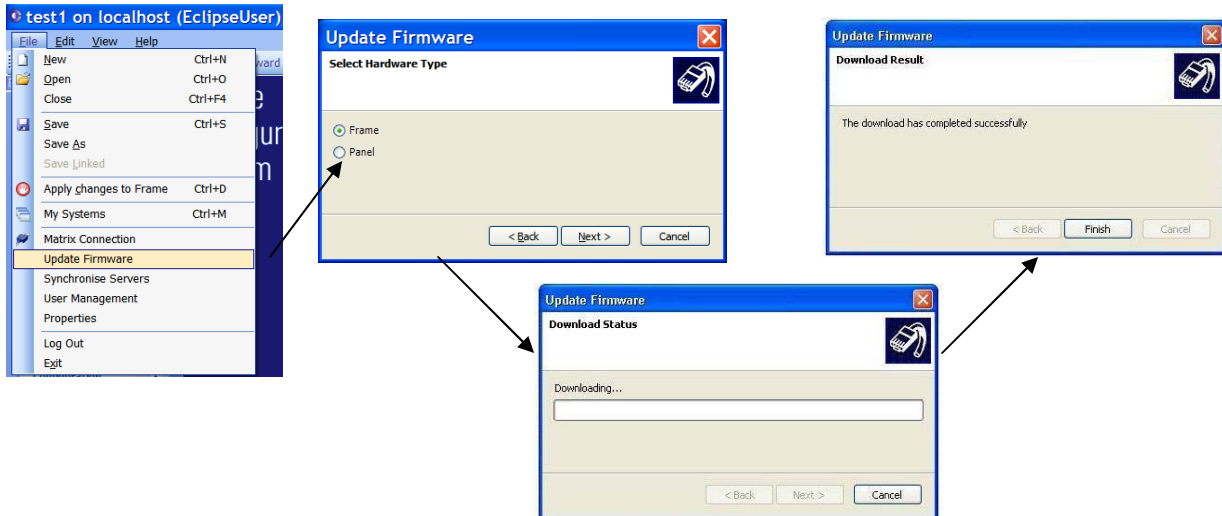 test1 on localhost (EclipseUser)
File Edit View Help
New Ctrl+N
Open Ctrl+O
Close Ctrl+F4
Save Ctrl+S
Save As
Save Linked
Apply changes to Frame Ctrl+D
My Systems Ctrl+M
Matrix Connection
Update Firmware
Synchronise Servers
User Management
Properties
Log Out
Exit
Update Firmware
Select Hardware Type
Frame
Panel
< Back Next > Cancel
Update Firmware
Download Status
Downloading...
< Back Next > Cancel
Update Firmware
Download Result
The download has completed successfully
< Back Finish Cancel